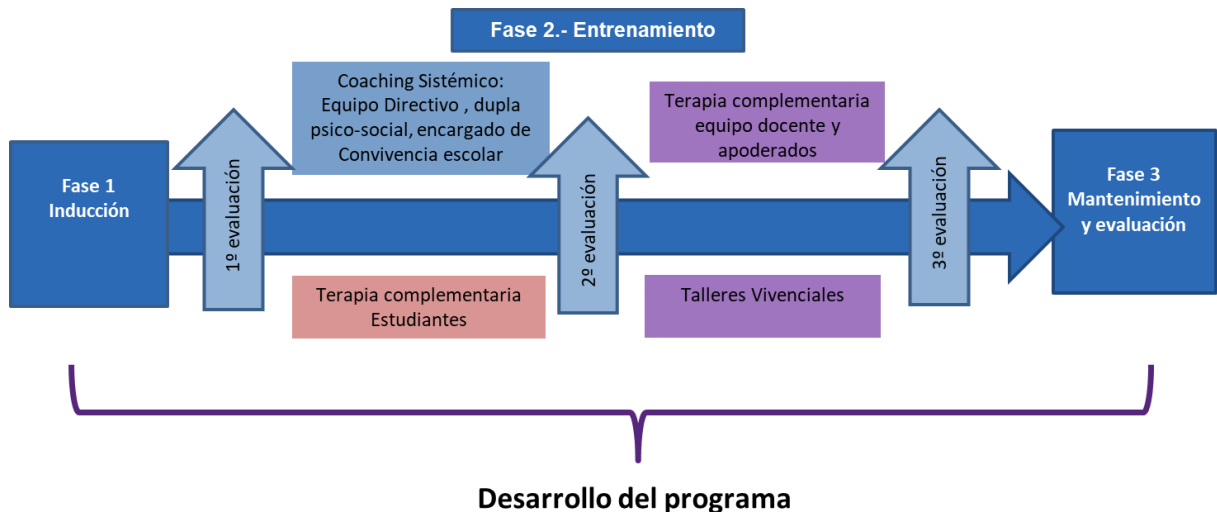 Fase 2.- Entrenamiento
Fase 1
Inducción
1º evaluación
Coaching Sistémico:
Equipo Directivo , dupla
psico-social, encargado de
Convivencia escolar
Terapia complementaria
Estudiantes
2º evaluación
Terapia complementaria
equipo docente y
apoderados
Talleres Vivenciales
3º evaluación
Fase 3
Mantenimiento
y evaluación
Desarrollo del programa